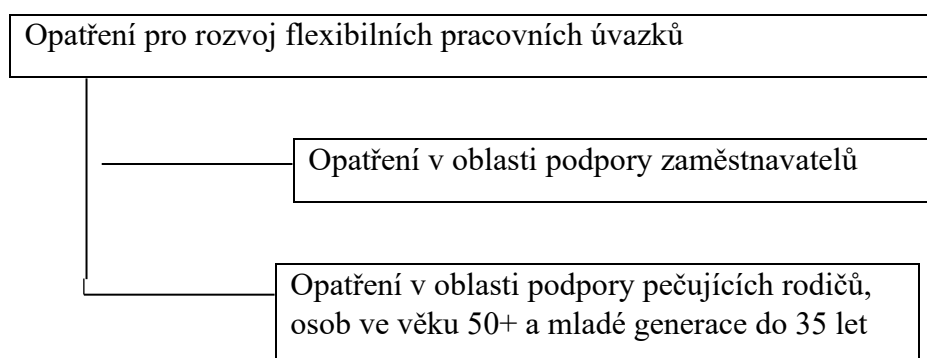 Opatření pro rozvoj flexibilních pracovních úvazků
Opatření v oblasti podpory zaměstnavatelů
Opatření v oblasti podpory pečujících rodičů,
osob ve věku 50+ a mladé generace do 35 let